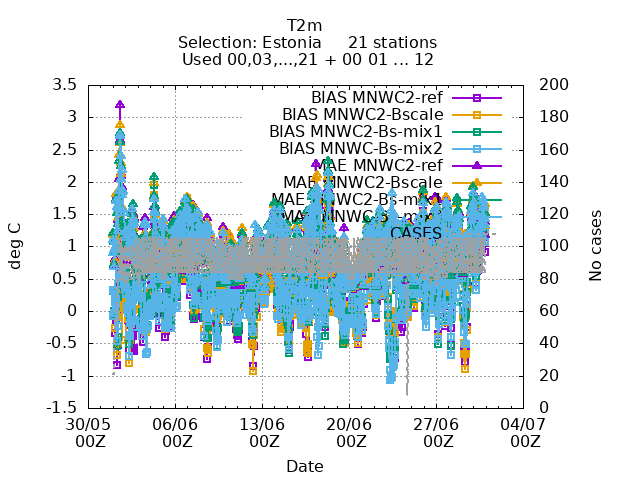 T2m
Selection: Estonia 21 stations
Used 00,03,...,21 + 00 01 ... 12
3.5
3
2.5
2
1.5
1
0.5
0
-0.5
-1
-1.5
deg C
200
180
160
140
120
100
80
60
40
20
0
No cases
BIAS MNWC2-ref
BIAS MNWC2-Bscale
BIAS MNWC2-Bs-mix1
BIAS MNWC-Bs-mix2
MAE MNWC2-ref
MAE MNWC2-Bscale
CASES
30/05 06/06 13/06 20/06 27/06 04/07
00Z 00Z 00Z 00Z 00Z 00Z
Date